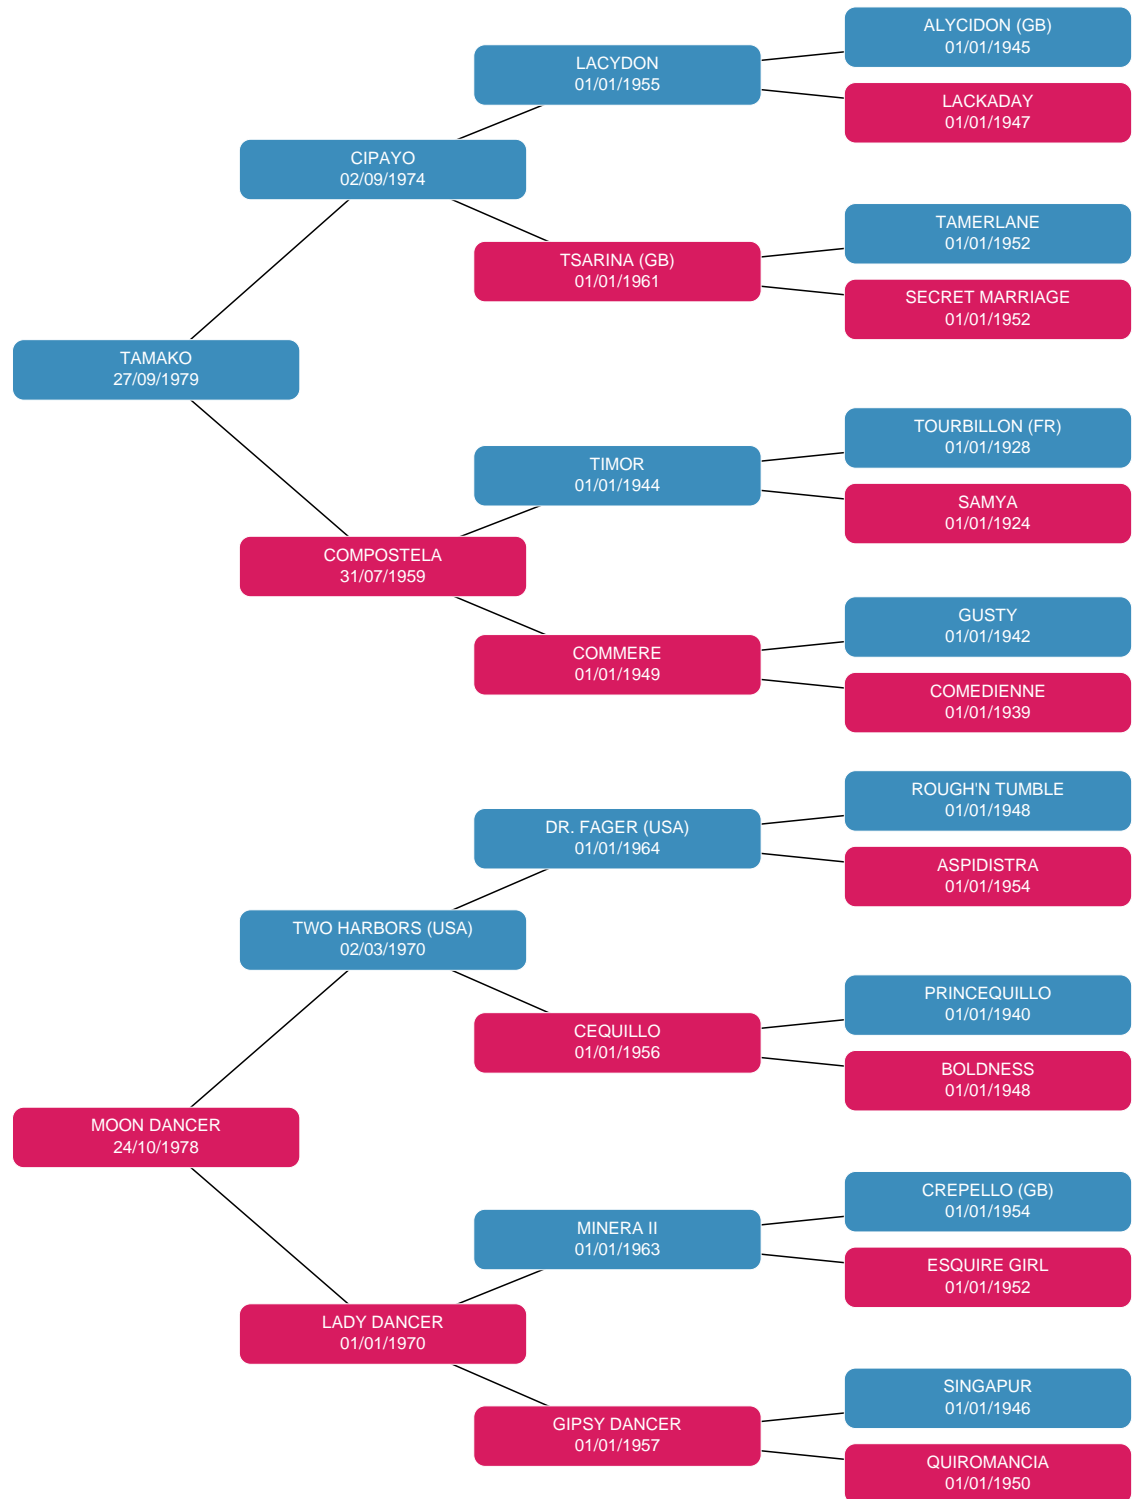 ALYCIDON (GB)
01/01/1945
LACYDON
01/01/1955
LACKADAY
01/01/1947
CIPAYO
02/09/1974
TAMERLANE
01/01/1952
TSARINA (GB)
01/01/1961
SECRET MARRIAGE
01/01/1952
TAMAKO
27/09/1979
TOURBILLON (FR)
01/01/1928
TIMOR
01/01/1944
SAMYA
01/01/1924
COMPOSTELA
31/07/1959
GUSTY
01/01/1942
COMMERE
01/01/1949
COMEDIENNE
01/01/1939
ROUGH'N TUMBLE
01/01/1948
DR. FAGER (USA)
01/01/1964
ASPIDISTRA
01/01/1954
TWO HARBORS (USA)
02/03/1970
PRINCEQUILLO
01/01/1940
CEQUILLO
01/01/1956
BOLDNESS
01/01/1948
MOON DANCER
24/10/1978
CREPELLO (GB)
01/01/1954
MINERA II
01/01/1963
ESQUIRE GIRL
01/01/1952
LADY DANCER
01/01/1970
SINGAPUR
01/01/1946
GIPSY DANCER
01/01/1957
QUIROMANCIA
01/01/1950